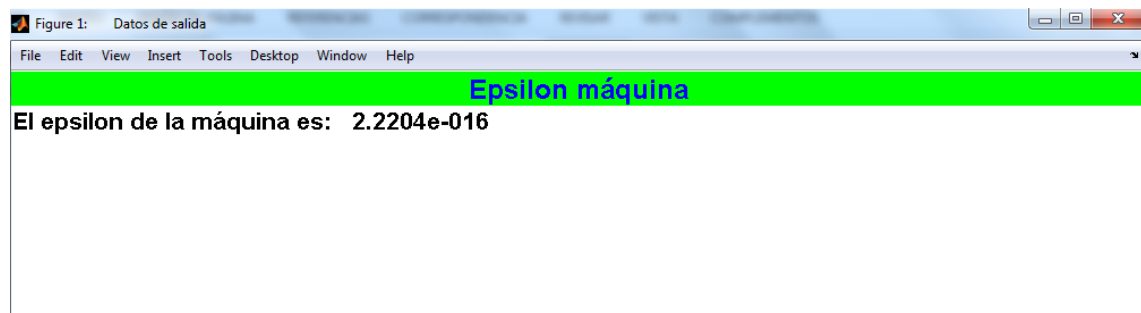 Figure 1: Datos de salida
File Edit View Insert Tools Desktop Window Help
Epsilon máquina
El epsilon de la máquina es: 2.2204e-016